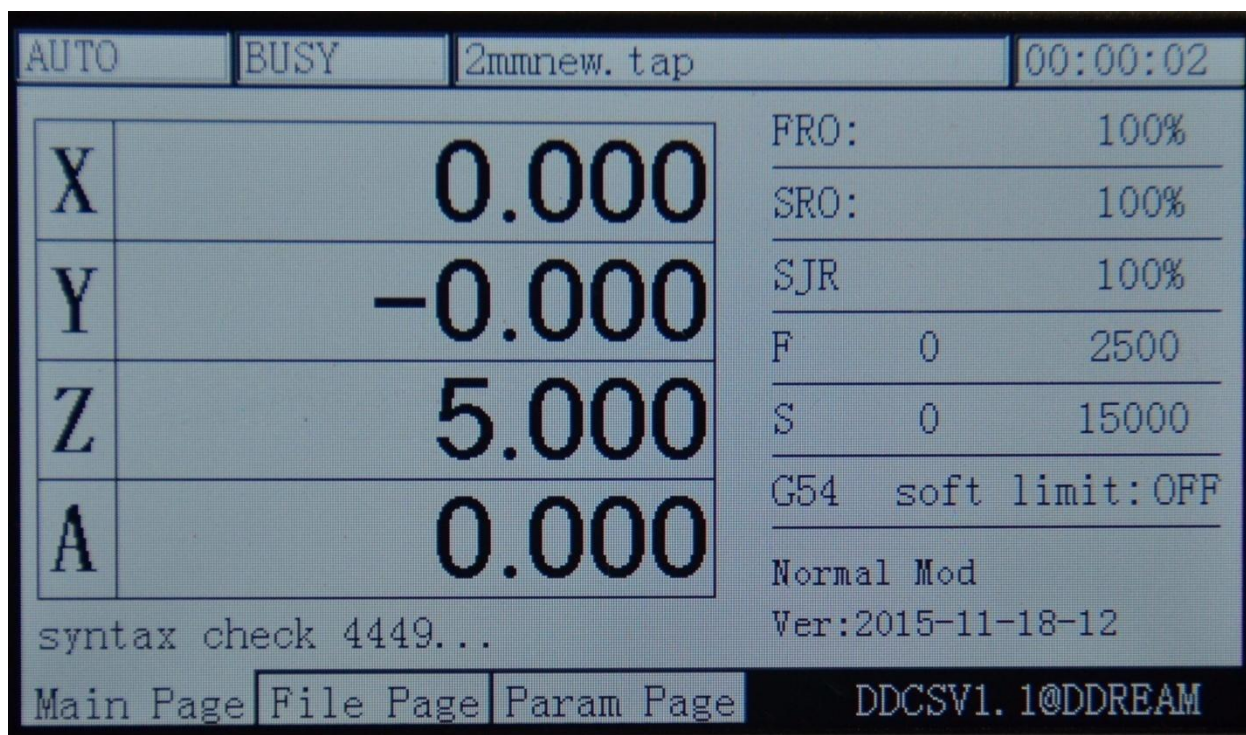 AUTO BUSY 2mmnew.tap 00:00:02
X 0.000
Y -0.000
Z 5.000
A 0.000
FRO: 100%
SRO: 100%
SJR 100%
F 0 2500
S 0 15000
G54 soft limit:OFF
Normal Mod
Ver:2015-11-18-12
syntax check 4449...
Main Page File Page Param Page DDCSV1.1@DDREAM